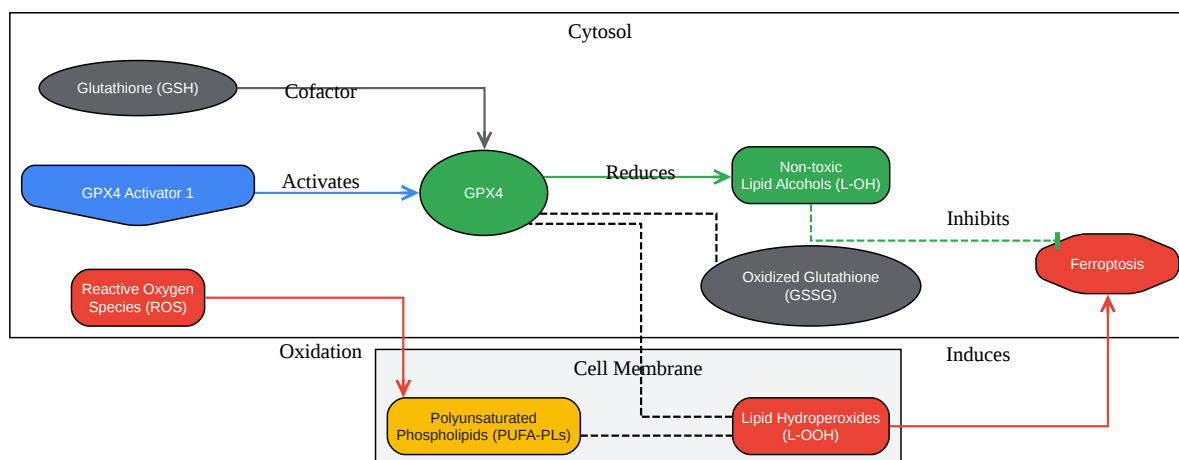 Cytosol
Glutathione (GSH)
Cofactor
GPX4 Activator 1
Activates
GPX4
Reduces
Non-toxic
Lipid Alcohols (L-OH)
Inhibits
Ferroptosis
Oxidized Glutathione
(GSSG)
Reactive Oxygen
Species (ROS)
Oxidation
Induces
Cell Membrane
Polyunsaturated
Phospholipids (PUFA-PLs)
Lipid Hydroperoxides
(L-OOH)